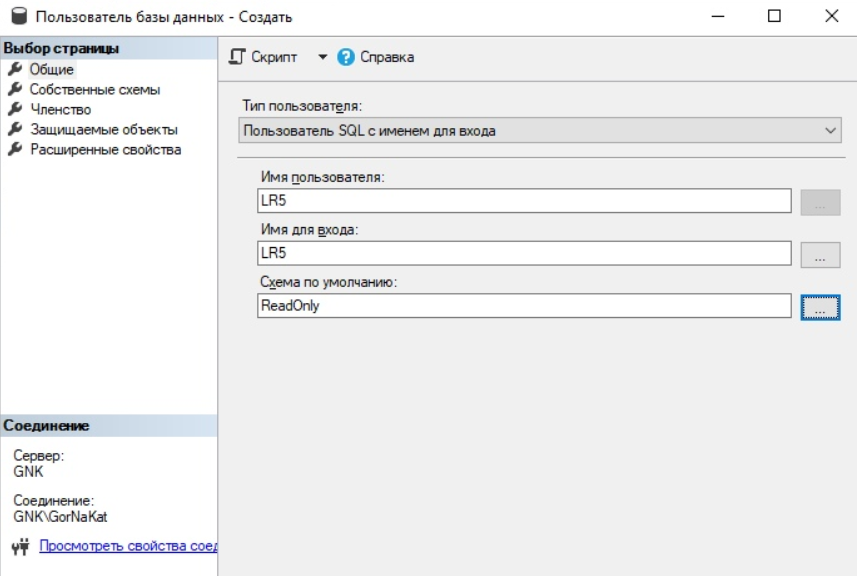 Пользователь базы данных - Создать
Выбор страницы
Общие
Собственные схемы
Членство
Защищаемые объекты
Расширенные свойства
Скрипт
Справка
Тип пользователя:
Пользователь SQL с именем для входа
Имя пользователя:
LR5
...
Имя для входа:
LR5
...
Схема по умолчанию:
ReadOnly
...
Соединение
Сервер:
GNK
Соединение:
GNK\GorNaKat
Просмотреть свойства соед